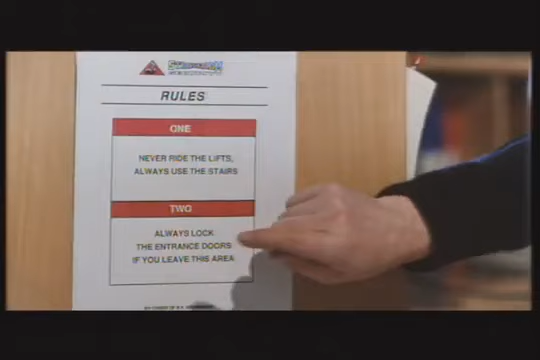 RULES
ONE
NEVER RIDE THE LIFTS,
ALWAYS USE THE STAIRS
TWO
ALWAYS LOCK
THE ENTRANCE DOORS
IF YOU LEAVE THIS AREA